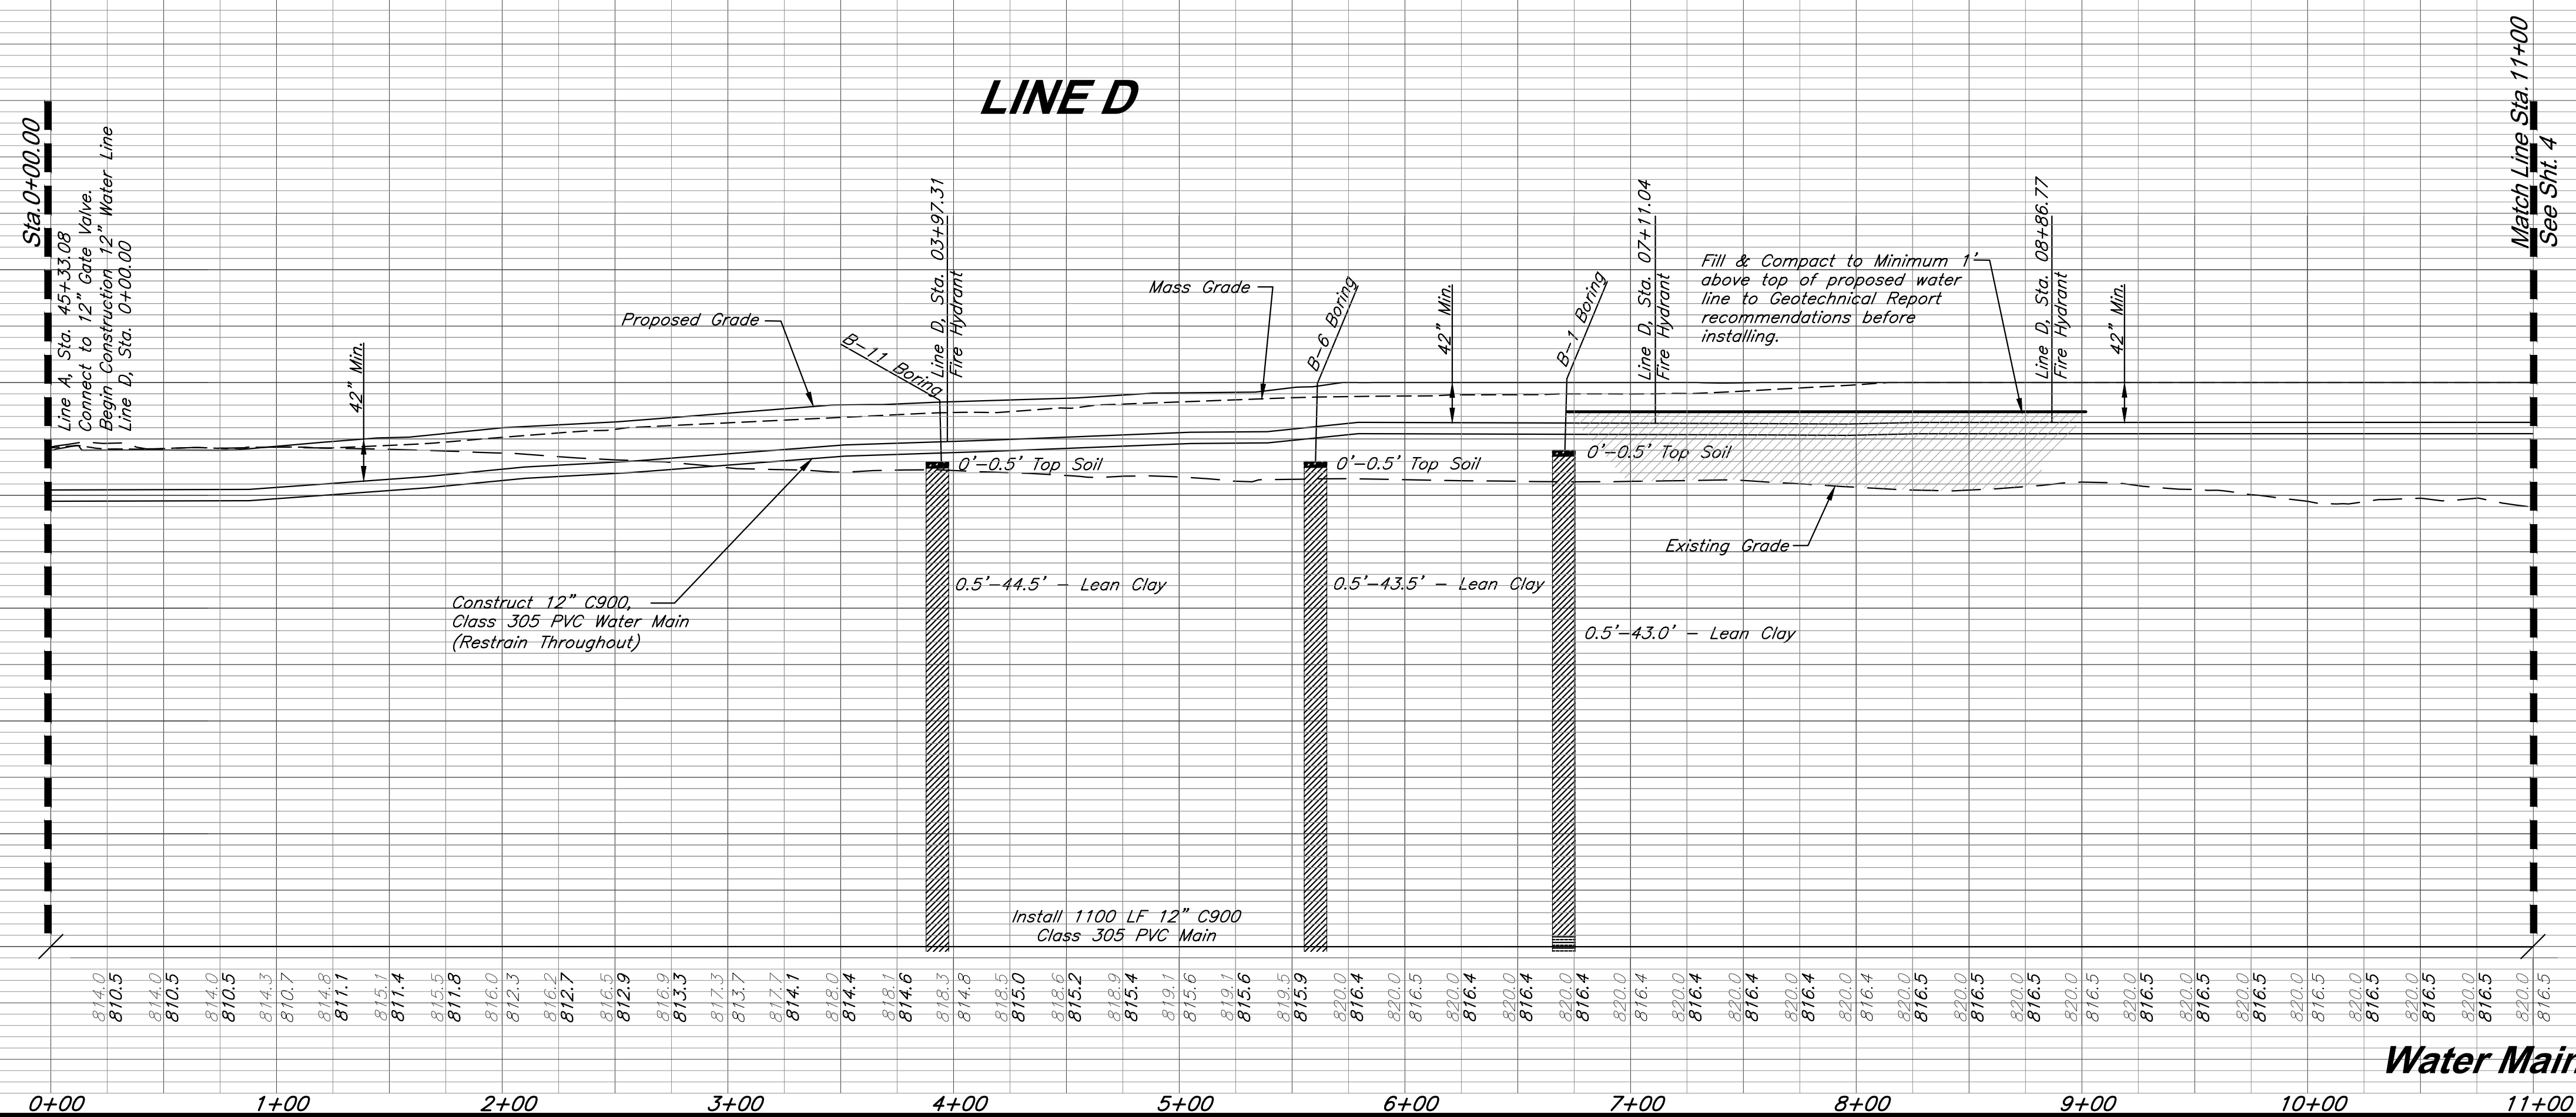 LINE D
Sta.0+00.00
Line A, Sta. 45+33.08
Connect to 12" Gate Valve.
Begin Construction 12" Water Line
Line D, Sta. 0+00.00
42" Min.
Proposed Grade
B-11 Boring
Line D, Sta. 03+97.31
Fire Hydrant
Mass Grade
B-6 Boring
42" Min.
B-1 Boring
Line D, Sta. 07+11.04
Fire Hydrant
Fill & Compact to Minimum 1'
above top of proposed water
line to Geotechnical Report
recommendations before
installing.
Line D, Sta. 08+86.77
Fire Hydrant
42" Min.
Match Line Sta. 11+00
See Sht. 4
0'-0.5' Top Soil
0'-0.5' Top Soil
0'-0.5' Top Soil
Existing Grade
0.5'-44.5' - Lean Clay
0.5'-43.5' - Lean Clay
0.5'-43.0' - Lean Clay
Construct 12" C900,
Class 305 PVC Water Main
(Restrain Throughout)
Install 1100 LF 12" C900
Class 305 PVC Main
814.0 810.5
814.0 810.5
814.0 810.5
814.3 810.7
814.8 811.1
815.1 811.4
815.5 811.8
816.0 812.3
816.2 812.7
816.5 812.9
816.9 813.3
817.3 813.7
817.7 814.1
818.0 814.4
818.1 814.6
818.3 814.8
818.5 815.0
818.6 815.2
818.9 815.4
819.1 815.6
819.1 815.6
819.5 815.9
820.0 816.4
820.0 816.5
820.0 816.4
820.0 816.4
820.0 816.4
820.0 816.4
820.0 816.4
820.0 816.4
820.0 816.4
820.0 816.4
820.0 816.5
820.0 816.5
820.0 816.5
820.0 816.5
820.0 816.5
820.0 816.5
820.0 816.5
820.0 816.5
820.0 816.5
820.0 816.5
820.0 816.5
820.0 816.5
Water Main
0+00 1+00 2+00 3+00 4+00 5+00 6+00 7+00 8+00 9+00 10+00 11+00